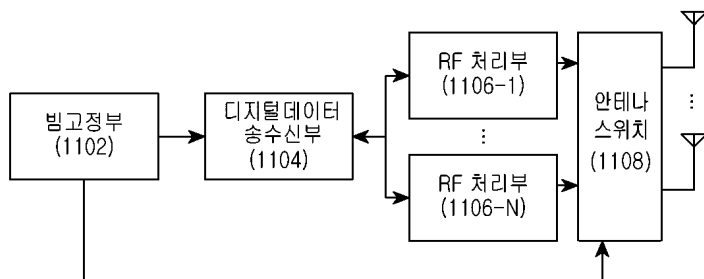 빔고정부
(1102)
디지털데이터
송수신부
(1104)
RF 처리부
(1106-1)
RF 처리부
(1106-N)
안테나
스위치
(1108)